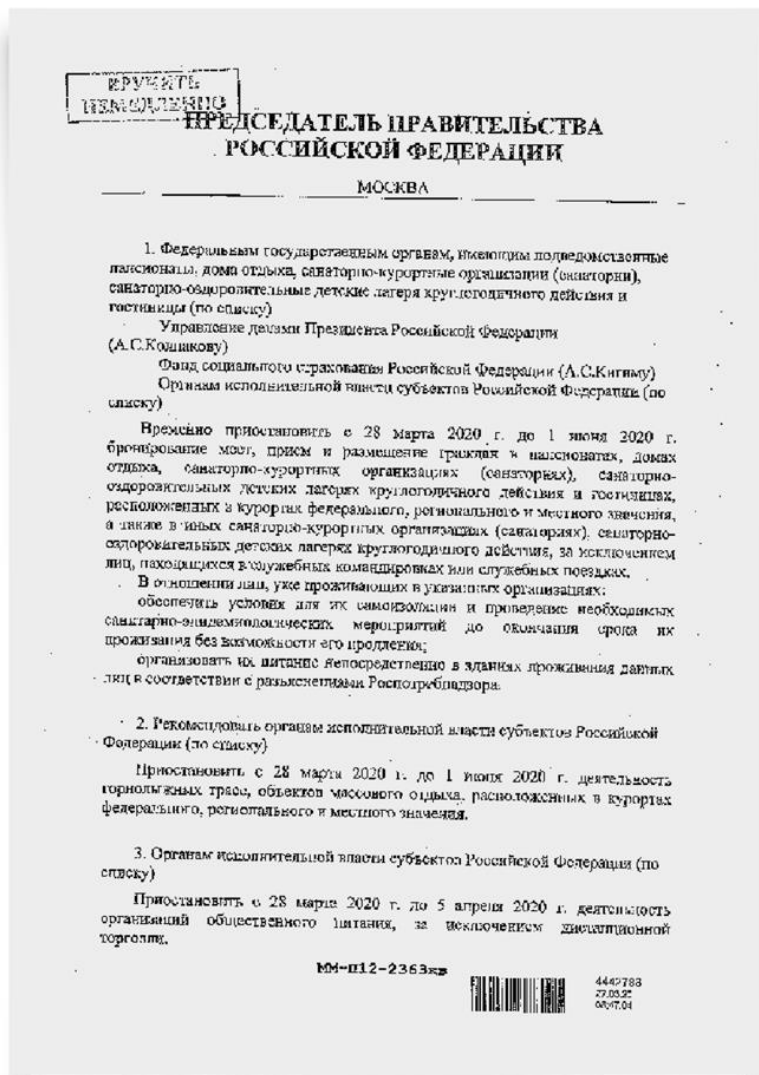 ВРУЧИТЬ
НЕМЕДЛЕННО
ПРЕДСЕДАТЕЛЬ ПРАВИТЕЛЬСТВА
РОССИЙСКОЙ ФЕДЕРАЦИИ
МОСКВА
1. Федеральным государственным органам, имеющим подведомственные
пансионаты, дома отдыха, санаторно-курортные организации (санатории),
санаторно-оздоровительные детские лагеря круглогодичного действия и
гостиницы (по списку)
Управление делами Президента Российской Федерации
(А.С.Колпакову)
Фонд социального страхования Российской Федерации (А.С.Кигиму)
Органам исполнительной власти субъектов Российской Федерации (по
списку)
Временно приостановить с 28 марта 2020 г. до 1 июня 2020 г.
бронирование мест, прием и размещение граждан в пансионатах, домах
отдыха, санаторно-курортных организациях (санаториях), санаторно-
оздоровительных детских лагерях круглогодичного действия и гостиницах,
расположенных в курортах федерального, регионального и местного значения,
а также в иных санаторно-курортных организациях (санаториях), санаторно-
оздоровительных детских лагерях круглогодичного действия, за исключением
лиц, находящихся в служебных командировках или служебных поездках.
В отношении лиц, уже проживающих в указанных организациях:
обеспечить условия для их самоизоляции и проведение необходимых
санитарно-эпидемиологических мероприятий до окончания срока их
проживания без возможности его продления;
организовать их питание непосредственно в зданиях проживания данных
лиц в соответствии с разъяснениями Роспотребнадзора.
2. Рекомендовать органам исполнительной власти субъектов Российской
Федерации (по списку)
Приостановить с 28 марта 2020 г. до 1 июня 2020 г. деятельность
горнолыжных трасс, объектов массового отдыха, расположенных в курортах
федерального, регионального и местного значения.
3. Органам исполнительной власти субъектов Российской Федерации (по
списку)
Приостановить с 28 марта 2020 г. до 5 апреля 2020 г. деятельность
организаций общественного питания, за исключением дистанционной
торговли.
ММ-П12-2363кв
4442788
27.03.20